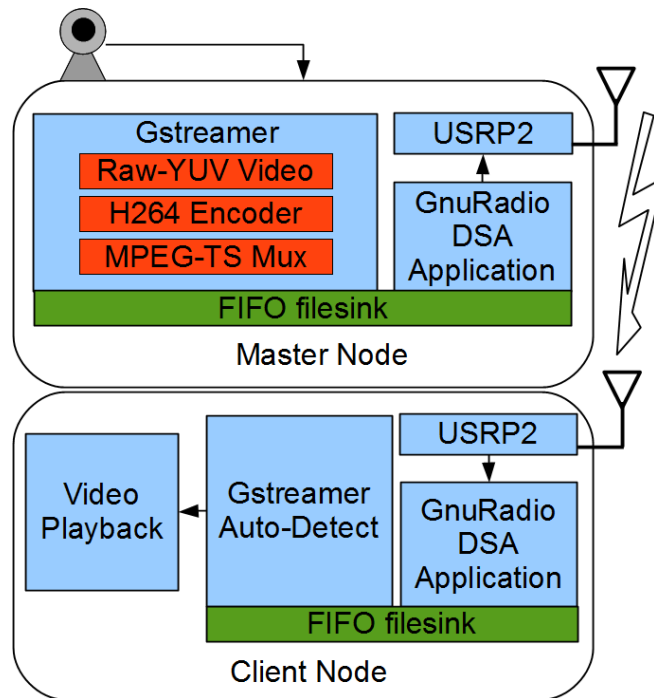 Gstreamer
Raw-YUV Video
H264 Encoder
MPEG-TS Mux
USRP2
GnuRadio
DSA
Application
FIFO filesink
Master Node
Video
Playback
Gstreamer
Auto-Detect
USRP2
GnuRadio
DSA
Application
FIFO filesink
Client Node